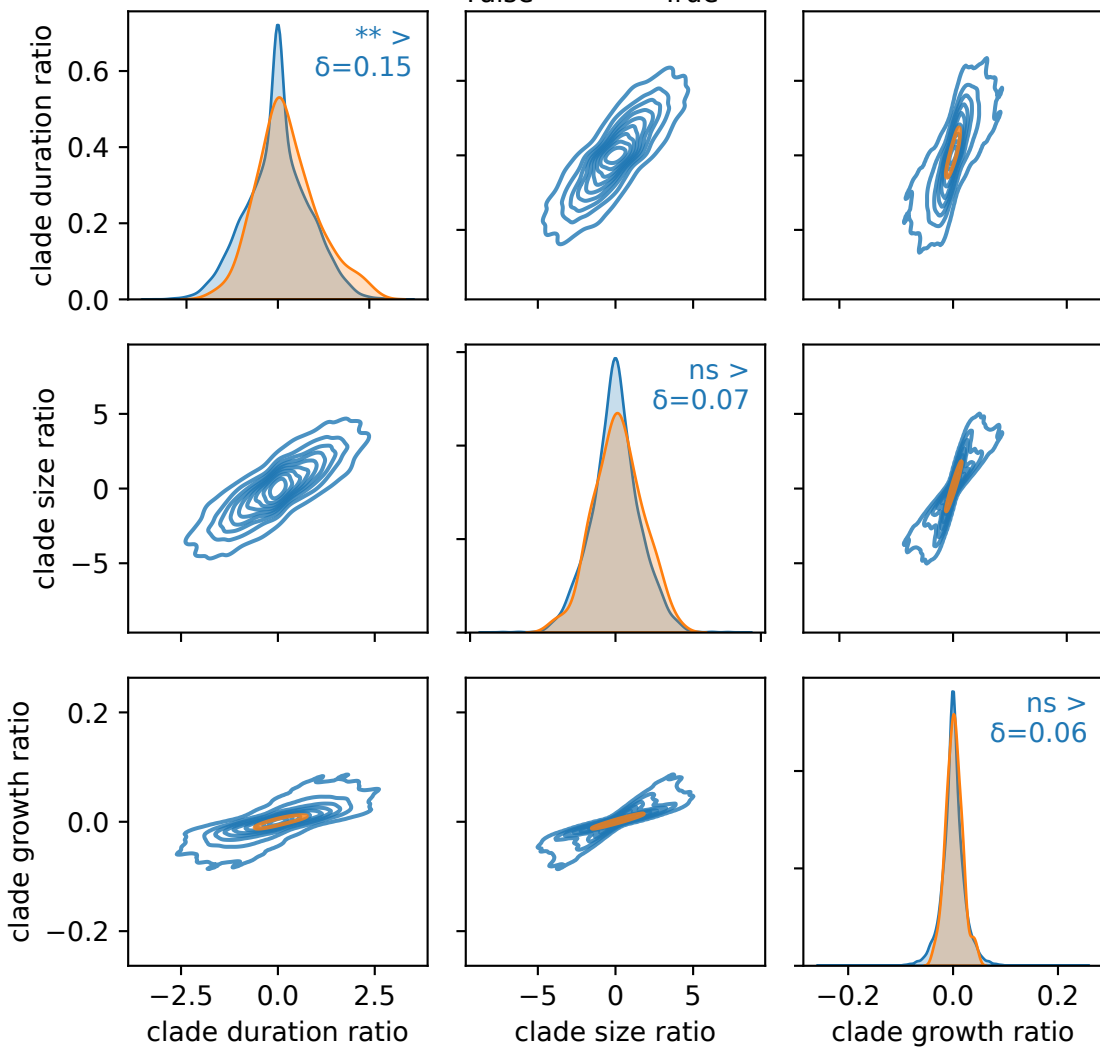 clade duration ratio
0.6
0.4
0.2
0.0
** >
δ=0.15
clade size ratio
5
0
−5
ns >
δ=0.07
clade growth ratio
0.2
0.0
−0.2
ns >
δ=0.06
−2.5 0.0 2.5
−5 0 5
−0.2 0.0 0.2
clade duration ratio
clade size ratio
clade growth ratio